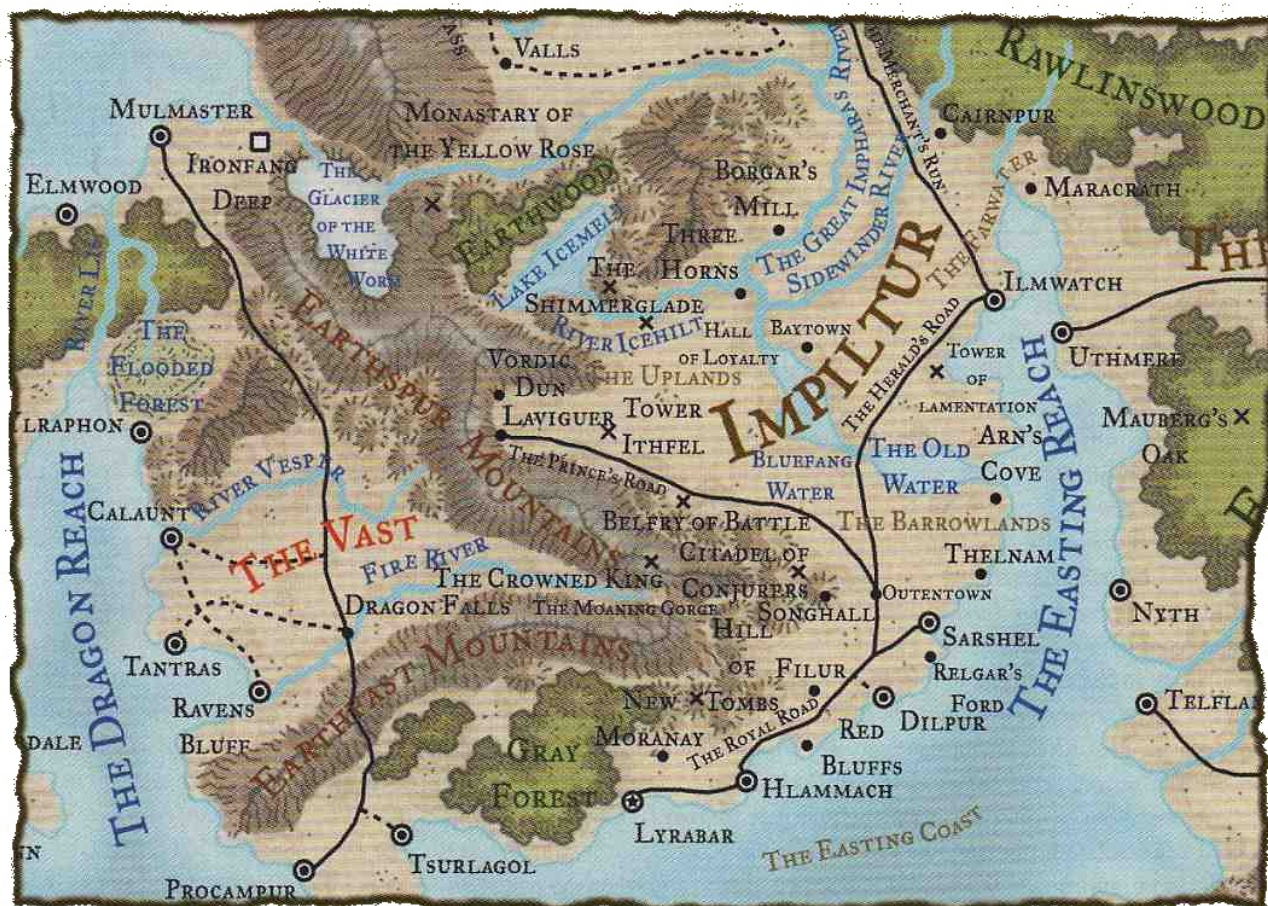 ASS
VALLS
RAWLINSWOOD
THE MERCHANT'S RUN
MULMASTER
MONASTARY OF
THE YELLOW ROSE
CAIRNPUR
IRONFANG
DEEP
ELMWOOD
THE
GLACIER
OF THE
WHITE
WORM
EARTHWOOD
BORGAR'S
MILL
THE GREAT IMPHARAS RIVER
SIDEWINDER RIVER
THE FARWATER
MARACRATH
LAKE ICEMELT
THREE
HORNS
THE
SHIMMERGLADE
RIVER ICEHILT
ILMWATCH
THE
RIVER LIS
THE
FLOODED
FOREST
EARTHSPUR MOUNTAINS
HALL
OF LOYALTY
BAYTOWN
IMPILTUR
THE HERALD'S ROAD
UTHMERE
VORDIC
DUN
HE UPLANDS
TOWER
OF
LAMENTATION
LRAPHON
LAVIGUER
TOWER
ITHFEL
MAUBERG'S
OAK
THE PRINCE'S ROAD
BLUEFANG
WATER
THE OLD
WATER
ARN'S
COVE
RIVER VESPAR
CALAUNT
THE DRAGON REACH
THE EASTING REACH
THE VAST
FIRE RIVER
BELFRY OF BATTLE
THE BARROWLANDS
THE CROWNED KING
CITADEL OF
CONJURERS
THELNAM
DRAGON FALLS
THE MOANING GORGE
SONGHALL
OUTENTOWN
NYTH
TANTRAS
EARTHFAST MOUNTAINS
HILL
OF
TOMBS
SARSHEL
RAVENS
BLUFF
NEW
MORANAY
FILUR
RELGAR'S
FORD
TELFLA
DALE
GRAY
FOREST
THE ROYAL ROAD
RED
BLUFFS
DILPUR
HLAMMACH
LYRABAR
THE EASTING COAST
TSURLAGOL
PROCAMPUR